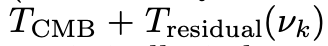 T_CMB + T_residual(ν_k)